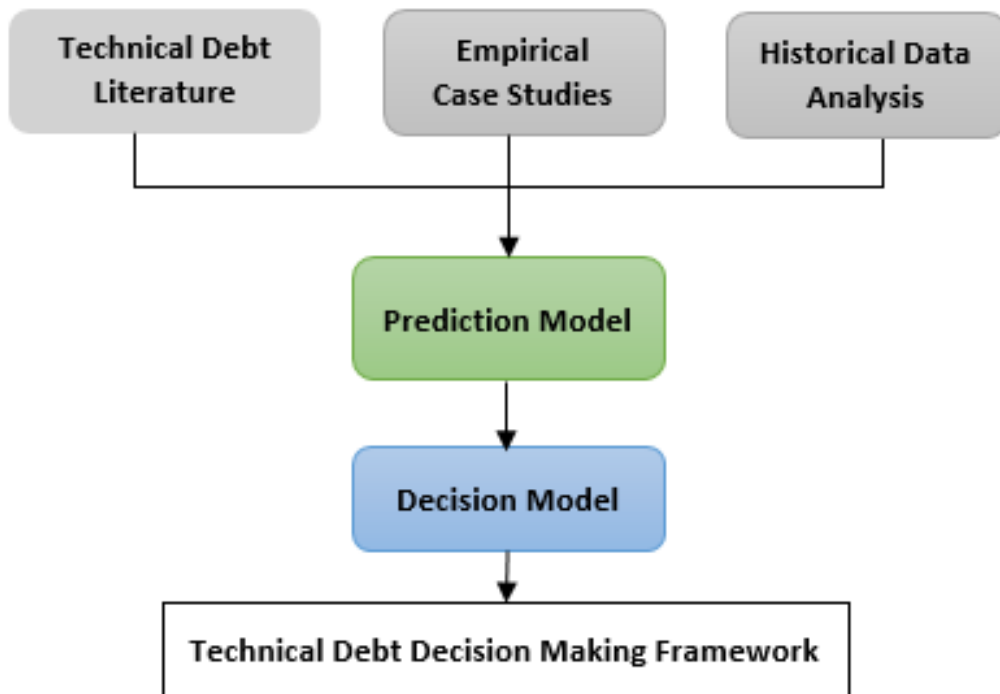 Technical Debt
Literature
Empirical
Case Studies
Historical Data
Analysis
Prediction Model
Decision Model
Technical Debt Decision Making Framework